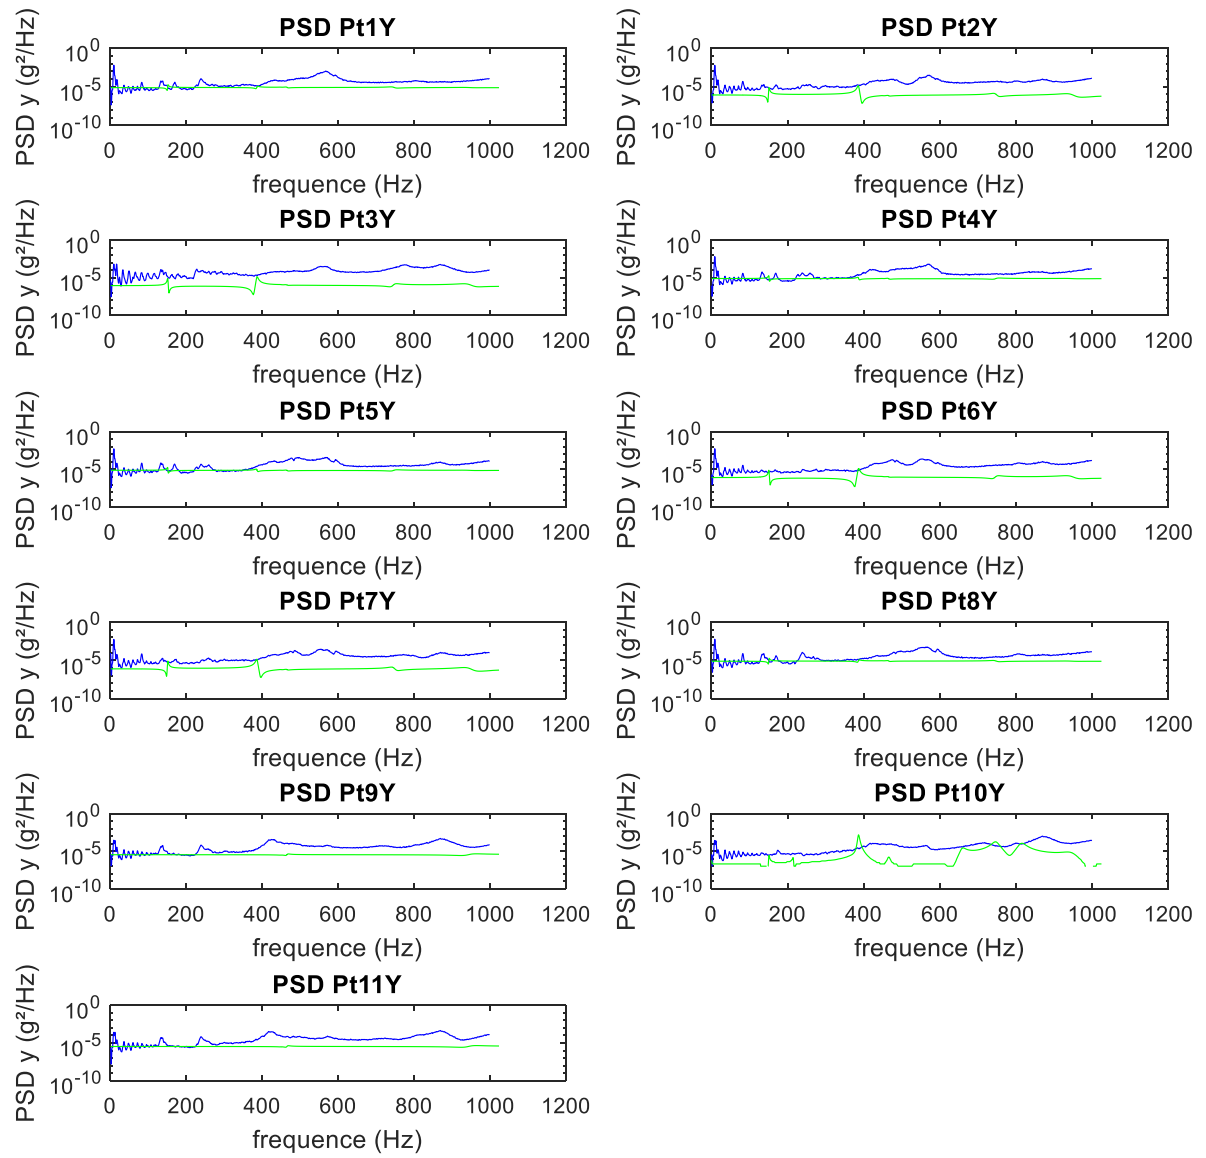 PSD Pt1Y
PSD y (g²/Hz)
10^0
10^-5
10^-10
0 200 400 600 800 1000 1200
frequence (Hz)
PSD Pt2Y
PSD y (g²/Hz)
10^0
10^-5
10^-10
0 200 400 600 800 1000 1200
frequence (Hz)
PSD Pt3Y
PSD y (g²/Hz)
10^0
10^-5
10^-10
0 200 400 600 800 1000 1200
frequence (Hz)
PSD Pt4Y
PSD y (g²/Hz)
10^0
10^-5
10^-10
0 200 400 600 800 1000 1200
frequence (Hz)
PSD Pt5Y
PSD y (g²/Hz)
10^0
10^-5
10^-10
0 200 400 600 800 1000 1200
frequence (Hz)
PSD Pt6Y
PSD y (g²/Hz)
10^0
10^-5
10^-10
0 200 400 600 800 1000 1200
frequence (Hz)
PSD Pt7Y
PSD y (g²/Hz)
10^0
10^-5
10^-10
0 200 400 600 800 1000 1200
frequence (Hz)
PSD Pt8Y
PSD y (g²/Hz)
10^0
10^-5
10^-10
0 200 400 600 800 1000 1200
frequence (Hz)
PSD Pt9Y
PSD y (g²/Hz)
10^0
10^-5
10^-10
0 200 400 600 800 1000 1200
frequence (Hz)
PSD Pt10Y
PSD y (g²/Hz)
10^0
10^-5
10^-10
0 200 400 600 800 1000 1200
frequence (Hz)
PSD Pt11Y
PSD y (g²/Hz)
10^0
10^-5
10^-10
0 200 400 600 800 1000 1200
frequence (Hz)